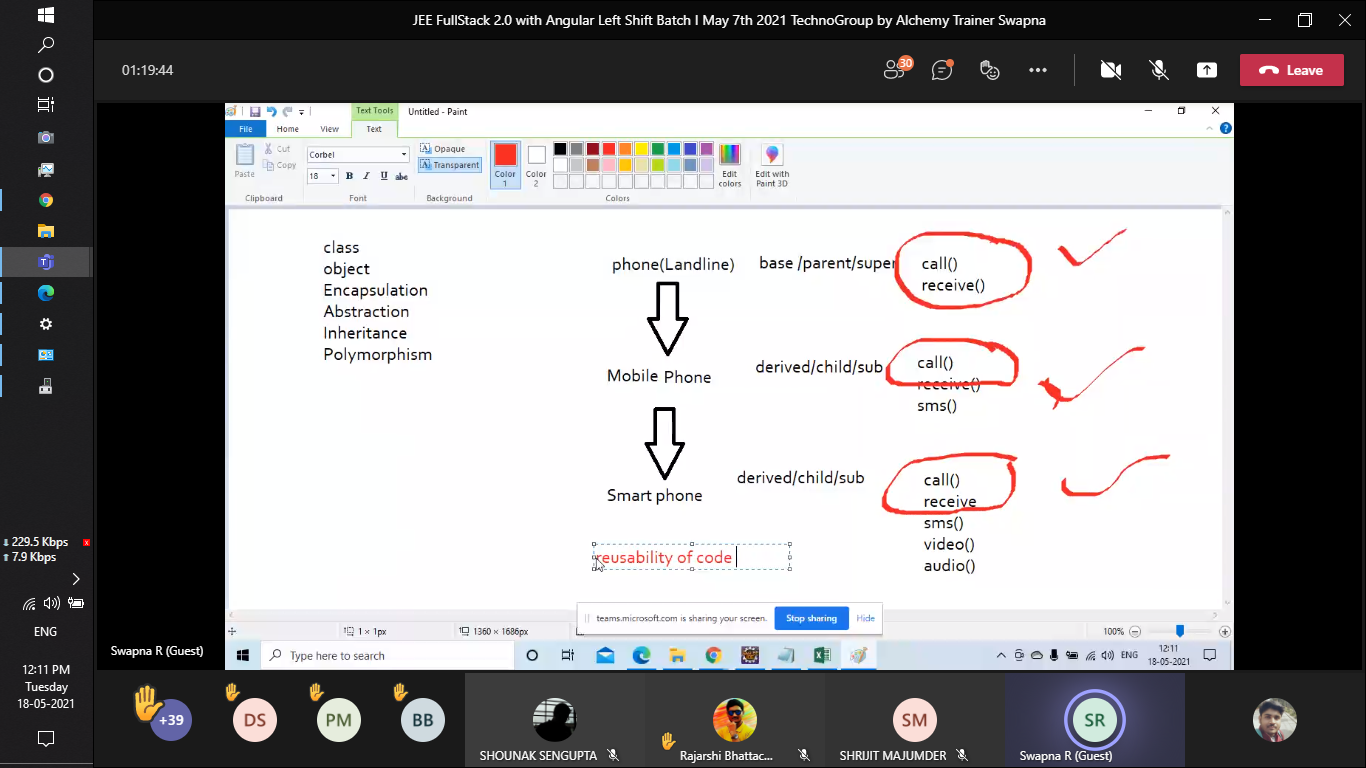 JEE FullStack 2.0 with Angular Left Shift Batch I May 7th 2021 TechnoGroup by Alchemy Trainer Swapna
01:19:44
30
Leave
Text Tools
Untitled - Paint
File
Home
View
Text
Paste
Cut
Copy
Clipboard
Corbel
18
B I U abc
Font
Opaque
Transparent
Background
Color 1
Color 2
Edit colors
Colors
Edit with Paint 3D
class
object
Encapsulation
Abstraction
Inheritance
Polymorphism
phone(Landline)
base /parent/super
call()
receive()
Mobile Phone
derived/child/sub
call()
receive()
sms()
Smart phone
derived/child/sub
call()
receive
sms()
video()
audio()
reusability of code
teams.microsoft.com is sharing your screen.
Stop sharing
Hide
1 × 1px
1360 × 1686px
100%
Type here to search
ENG
12:11
18-05-2021
Swapna R (Guest)
229.5 Kbps
7.9 Kbps
ENG
12:11 PM
Tuesday
18-05-2021
+39
DS
PM
BB
SHOUNAK SENGUPTA
Rajarshi Bhattac...
SM
SHRIJIT MAJUMDER
SR
Swapna R (Guest)